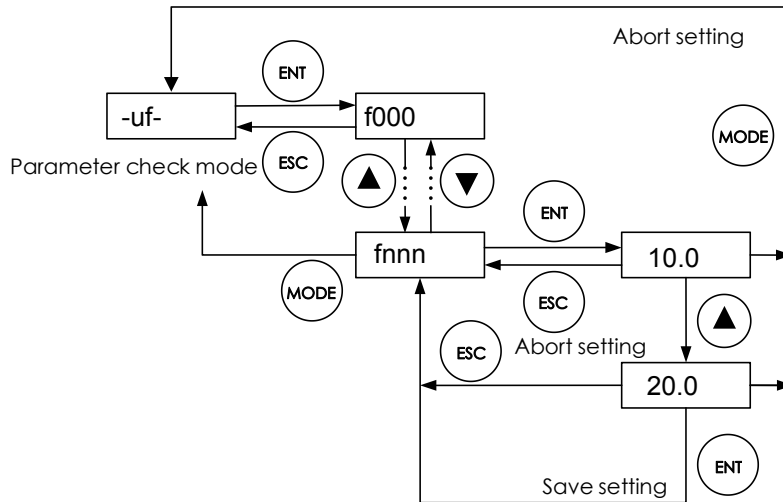 Abort setting
ENT
-uf-
f000
MODE
Parameter check mode
ESC
▲
▼
ENT
fnnn
10.0
MODE
ESC
▲
ESC
Abort setting
20.0
ENT
Save setting